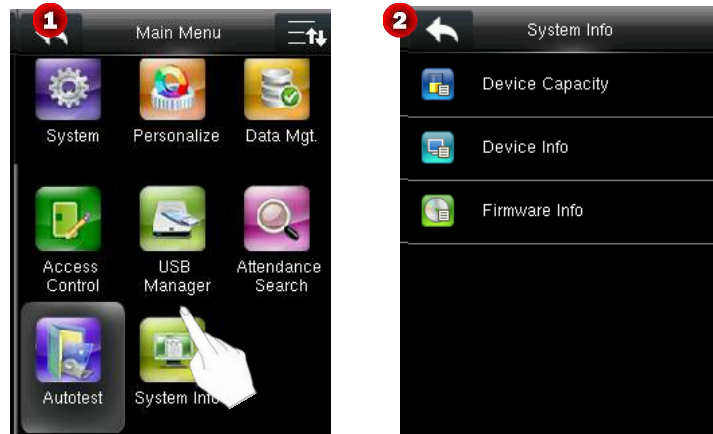 1
Main Menu
System
Personalize
Data Mgt.
Access
Control
USB
Manager
Attendance
Search
Autotest
System Info
2
System Info
Device Capacity
Device Info
Firmware Info